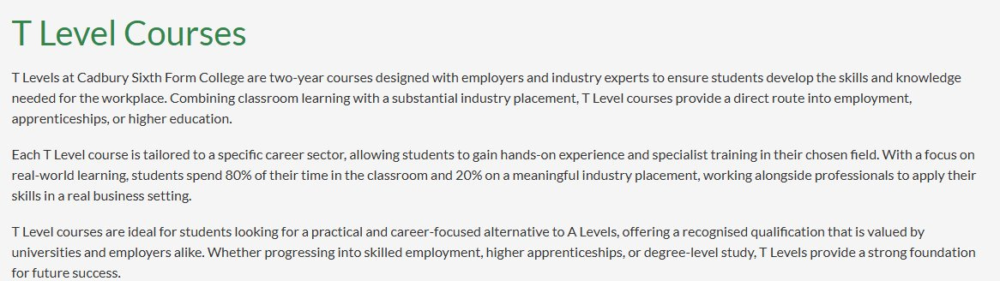 T Level Courses
T Levels at Cadbury Sixth Form College are two-year courses designed with employers and industry experts to ensure students develop the skills and knowledge
needed for the workplace. Combining classroom learning with a substantial industry placement, T Level courses provide a direct route into employment,
apprenticeships, or higher education.
Each T Level course is tailored to a specific career sector, allowing students to gain hands-on experience and specialist training in their chosen field. With a focus on
real-world learning, students spend 80% of their time in the classroom and 20% on a meaningful industry placement, working alongside professionals to apply their
skills in a real business setting.
T Level courses are ideal for students looking for a practical and career-focused alternative to A Levels, offering a recognised qualification that is valued by
universities and employers alike. Whether progressing into skilled employment, higher apprenticeships, or degree-level study, T Levels provide a strong foundation
for future success.